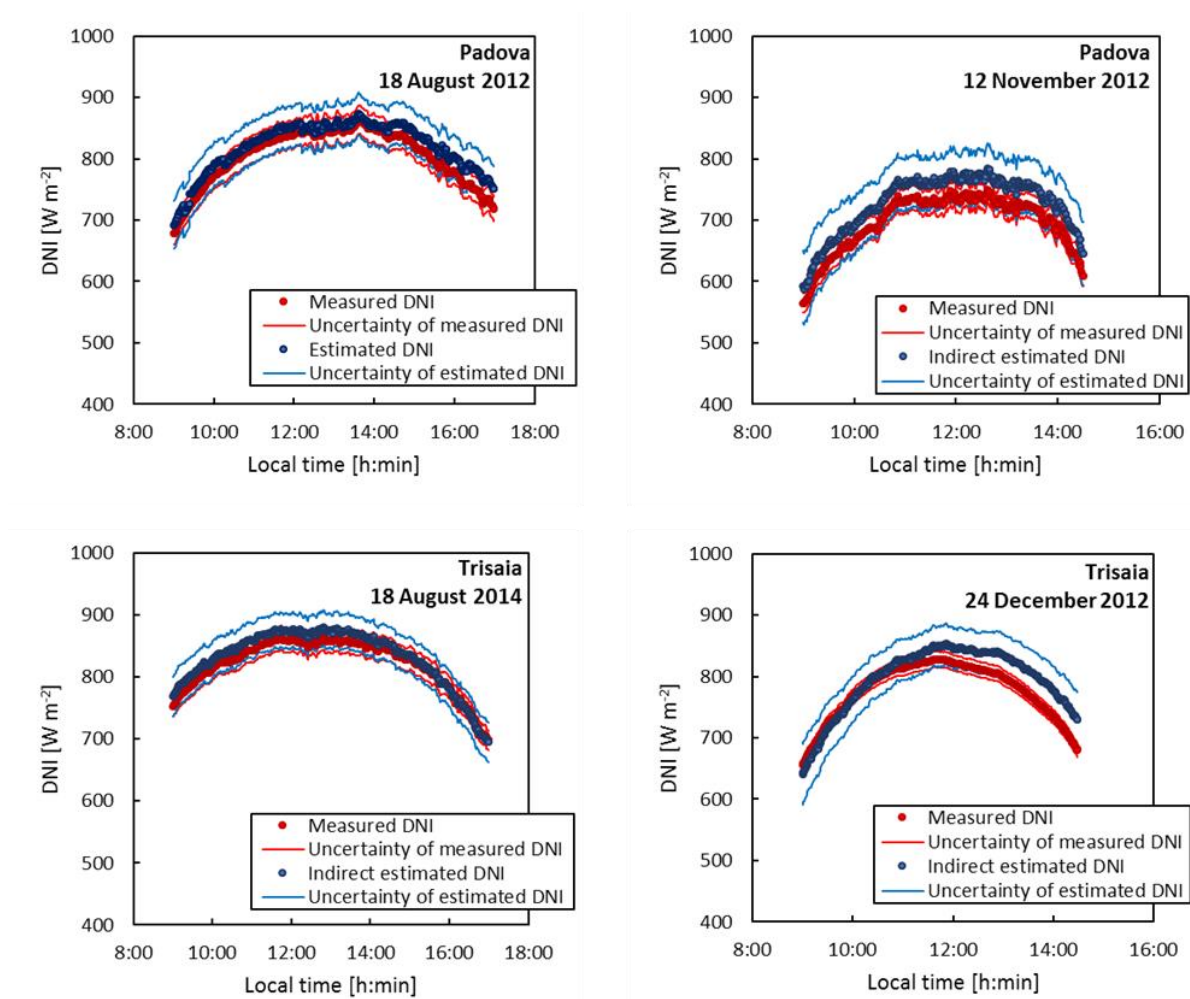 1000
900
800
700
600
500
400
DNI [W m-2]
Padova
18 August 2012
Measured DNI
Uncertainty of measured DNI
Estimated DNI
Uncertainty of estimated DNI
8:00 10:00 12:00 14:00 16:00 18:00
Local time [h:min]
1000
900
800
700
600
500
400
DNI [W m-2]
Padova
12 November 2012
Measured DNI
Uncertainty of measured DNI
Indirect estimated DNI
Uncertainty of estimated DNI
8:00 10:00 12:00 14:00 16:00
Local time [h:min]
1000
900
800
700
600
500
400
DNI [W m-2]
Trisaia
18 August 2014
Measured DNI
Uncertainty of measured DNI
Indirect estimated DNI
Uncertainty of estimated DNI
8:00 10:00 12:00 14:00 16:00 18:00
Local time [h:min]
1000
900
800
700
600
500
400
DNI [W m-2]
Trisaia
24 December 2012
Measured DNI
Uncertainty of measured DNI
Indirect estimated DNI
Uncertainty of estimated DNI
8:00 10:00 12:00 14:00 16:00
Local time [h:min]